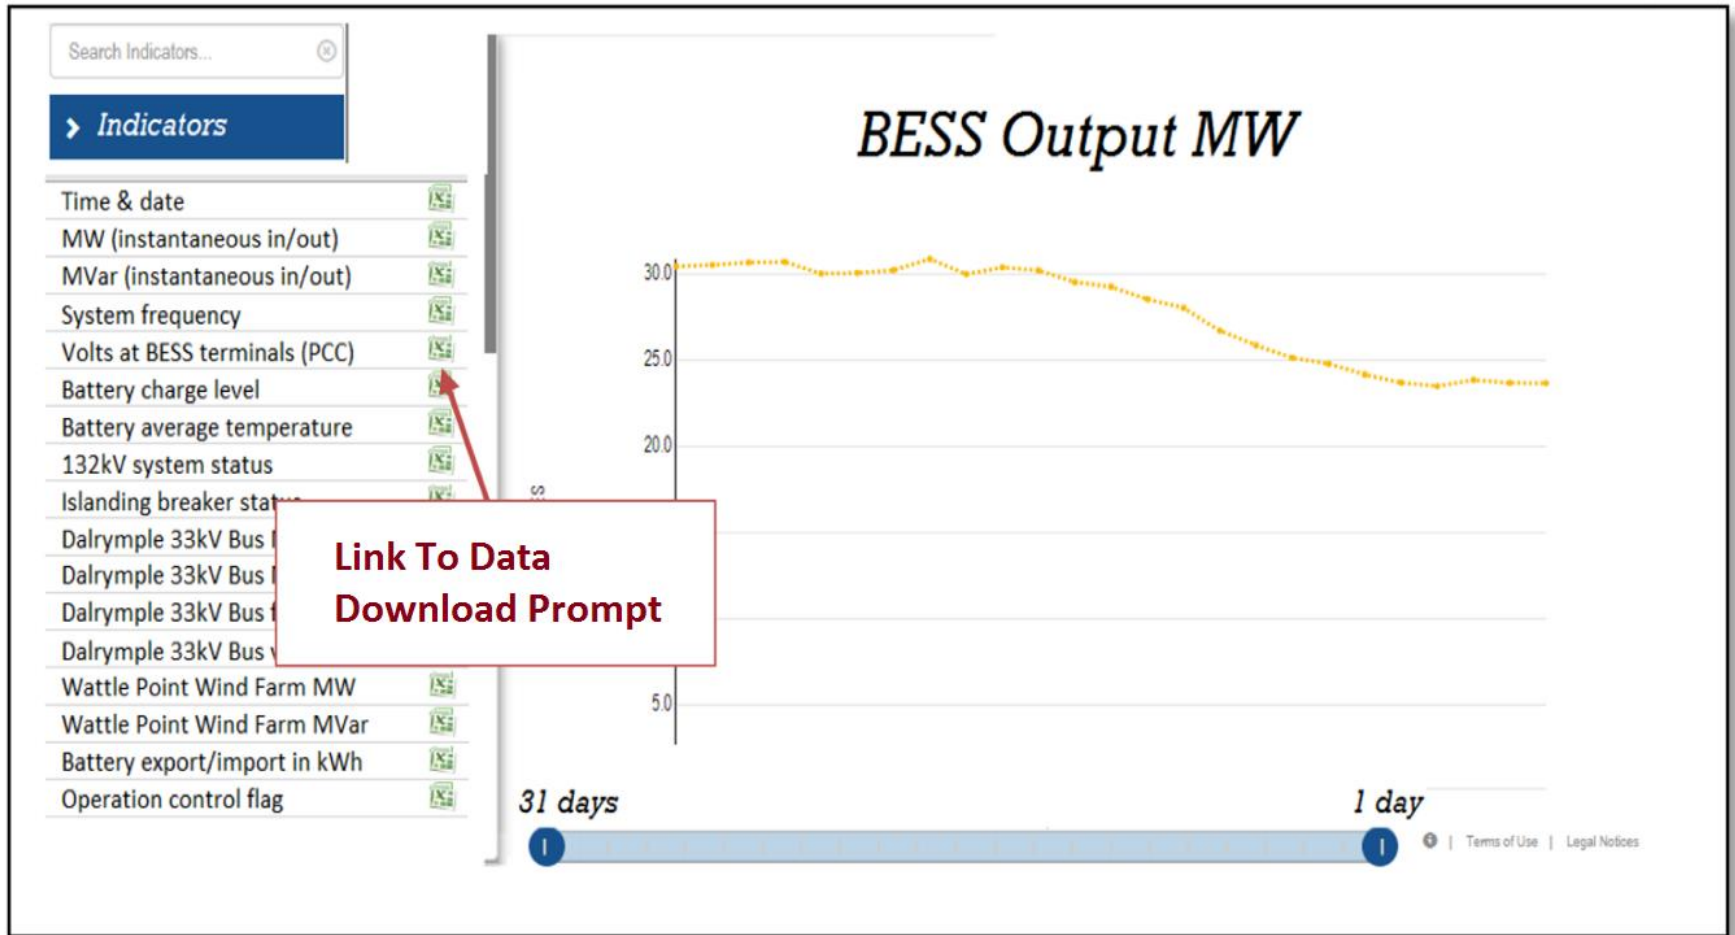 Search Indicators...
Indicators
Time & date
MW (instantaneous in/out)
MVar (instantaneous in/out)
System frequency
Volts at BESS terminals (PCC)
Battery charge level
Battery average temperature
132kV system status
Islanding breaker status
Dalrymple 33kV Bus
Dalrymple 33kV Bus
Dalrymple 33kV Bus
Dalrymple 33kV Bus
Wattle Point Wind Farm MW
Wattle Point Wind Farm MVar
Battery export/import in kWh
Operation control flag
Link To Data
Download Prompt
BESS Output MW
30.0
25.0
20.0
5.0
31 days
1 day
| Terms of Use | Legal Notices